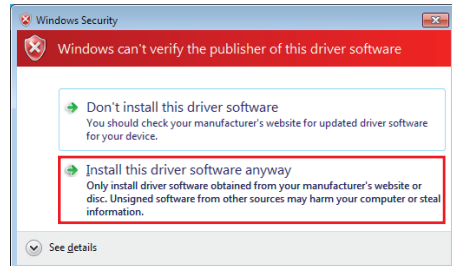 Windows Security
Windows can't verify the publisher of this driver software
Don't install this driver software
You should check your manufacturer's website for updated driver software
for your device.
Install this driver software anyway
Only install driver software obtained from your manufacturer's website or
disc. Unsigned software from other sources may harm your computer or steal
information.
See details